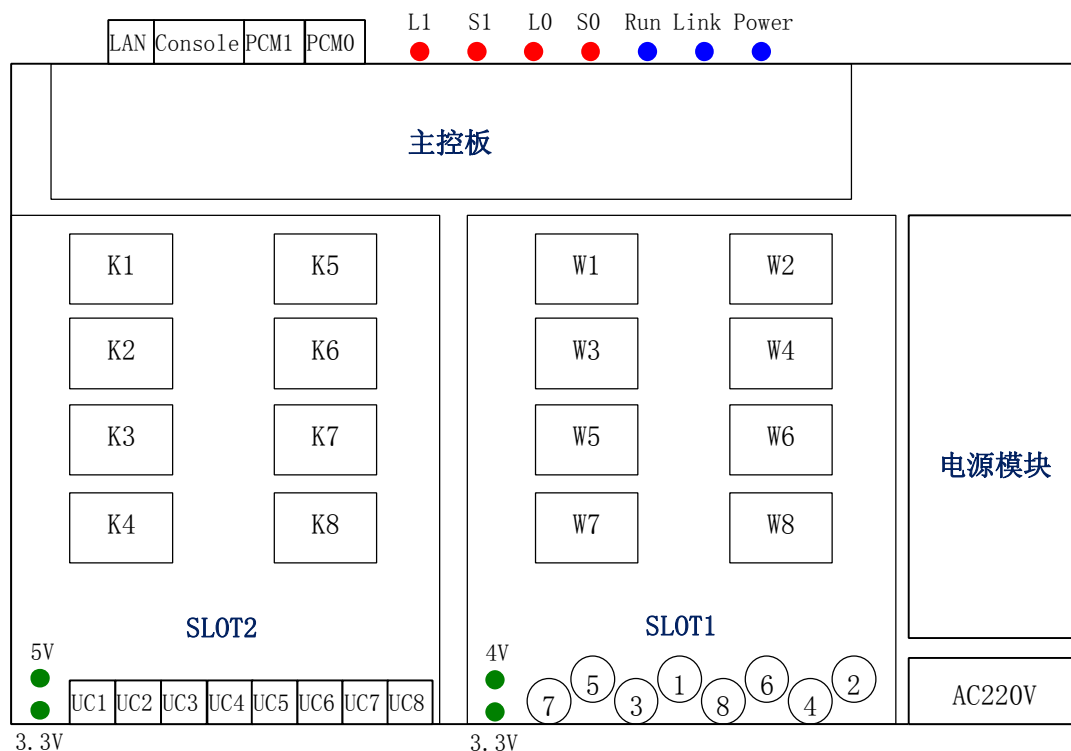 L1 S1 L0 S0 Run Link Power
LAN Console PCM1 PCM0
主控板
K1 K5 W1 W2
K2 K6 W3 W4
K3 K7 W5 W6
电源模块
K4 K8 W7 W8
SLOT2 SLOT1
5V 4V
5 1 6 2
UC1 UC2 UC3 UC4 UC5 UC6 UC7 UC8 7 3 8 4 AC220V
3.3V 3.3V